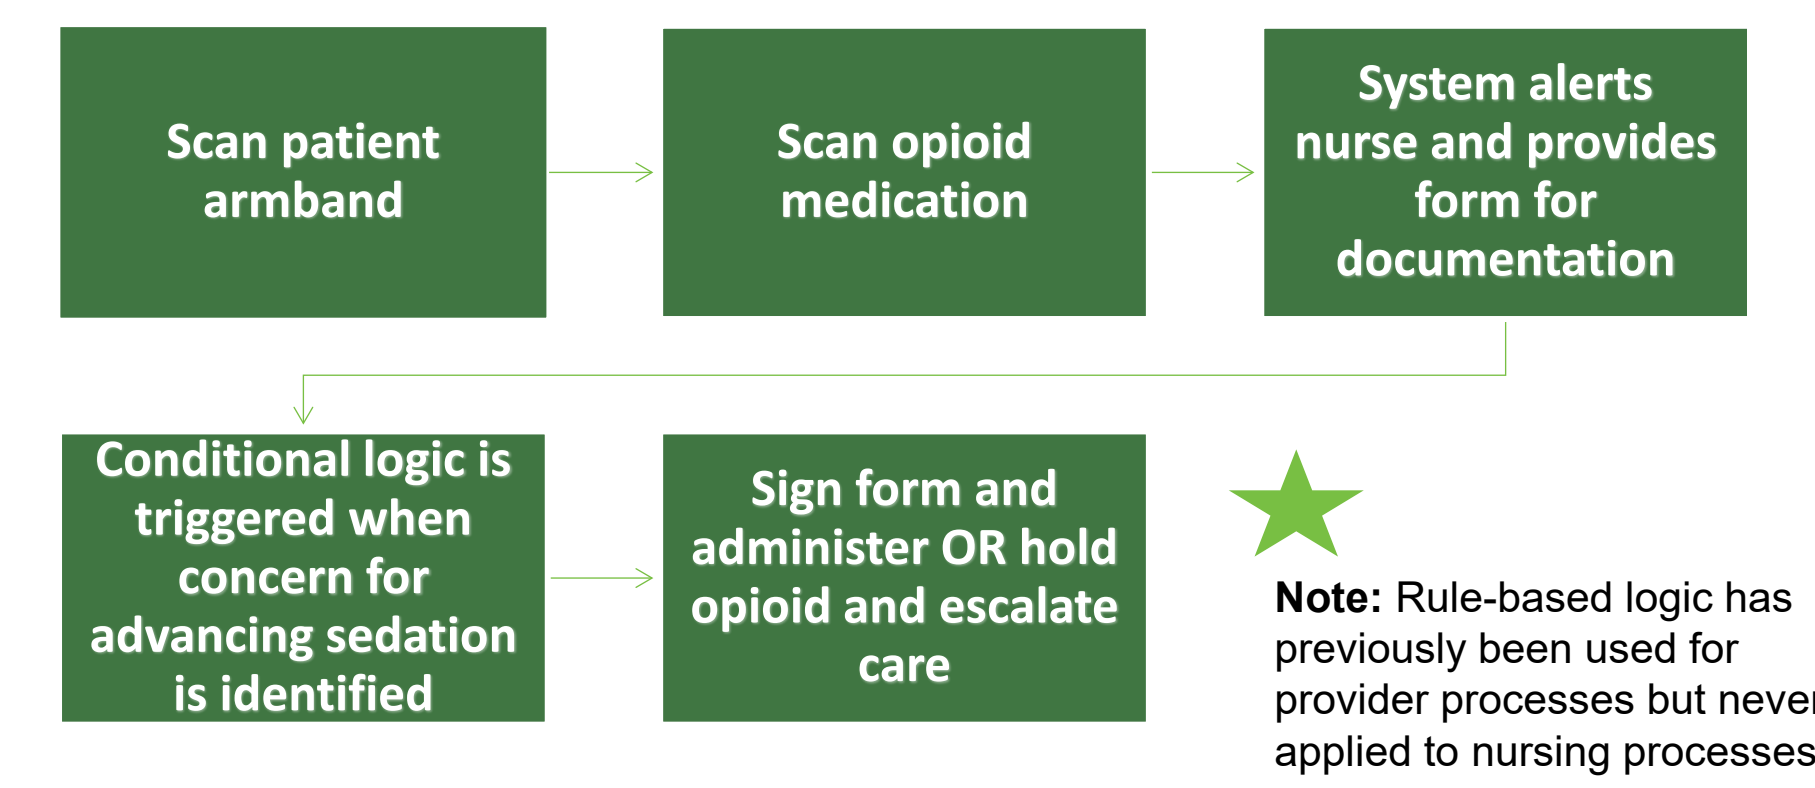 Scan patient
armband
Scan opioid
medication
System alerts
nurse and provides
form for
documentation
Conditional logic is
triggered when
concern for
advancing sedation
is identified
Sign form and
administer OR hold
opioid and escalate
care
Note: Rule-based logic has
previously been used for
provider processes but never
applied to nursing processes